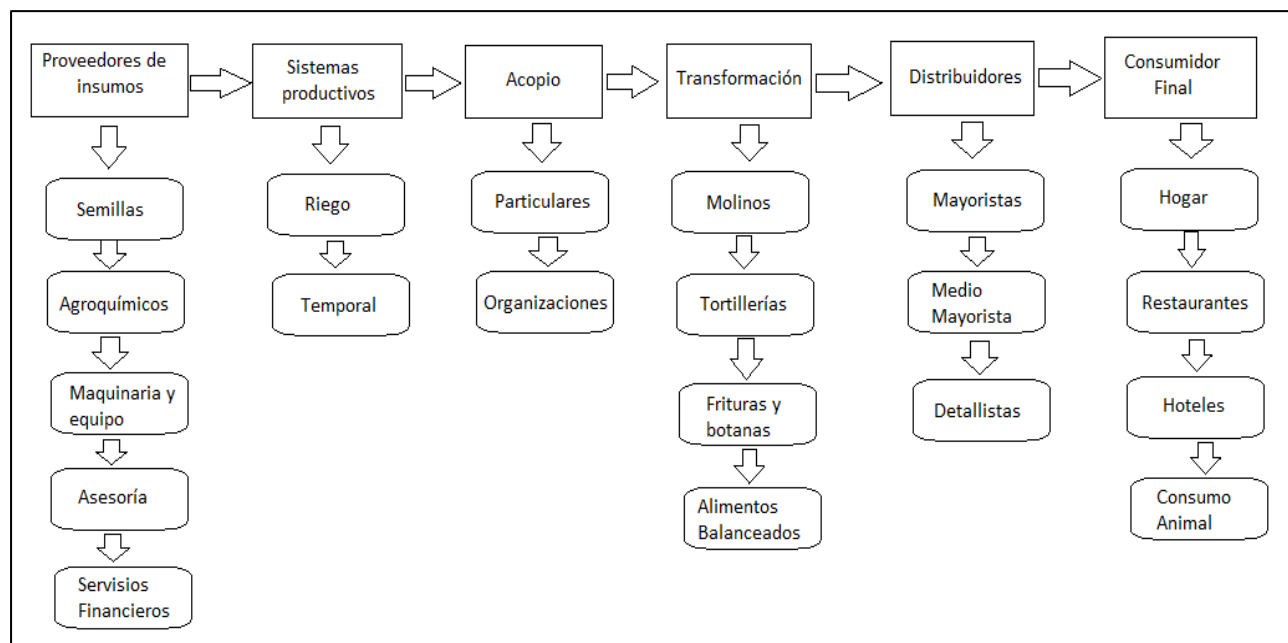 Proveedores de
insumos
Sistemas
productivos
Acopio
Transformación
Distribuidores
Consumidor
Final
Semillas
Agroquímicos
Maquinaria y
equipo
Asesoría
Servisios
Financieros
Riego
Temporal
Particulares
Organizaciones
Molinos
Tortillerías
Frituras y
botanas
Alimentos
Balanceados
Mayoristas
Medio
Mayorista
Detallistas
Hogar
Restaurantes
Hoteles
Consumo
Animal